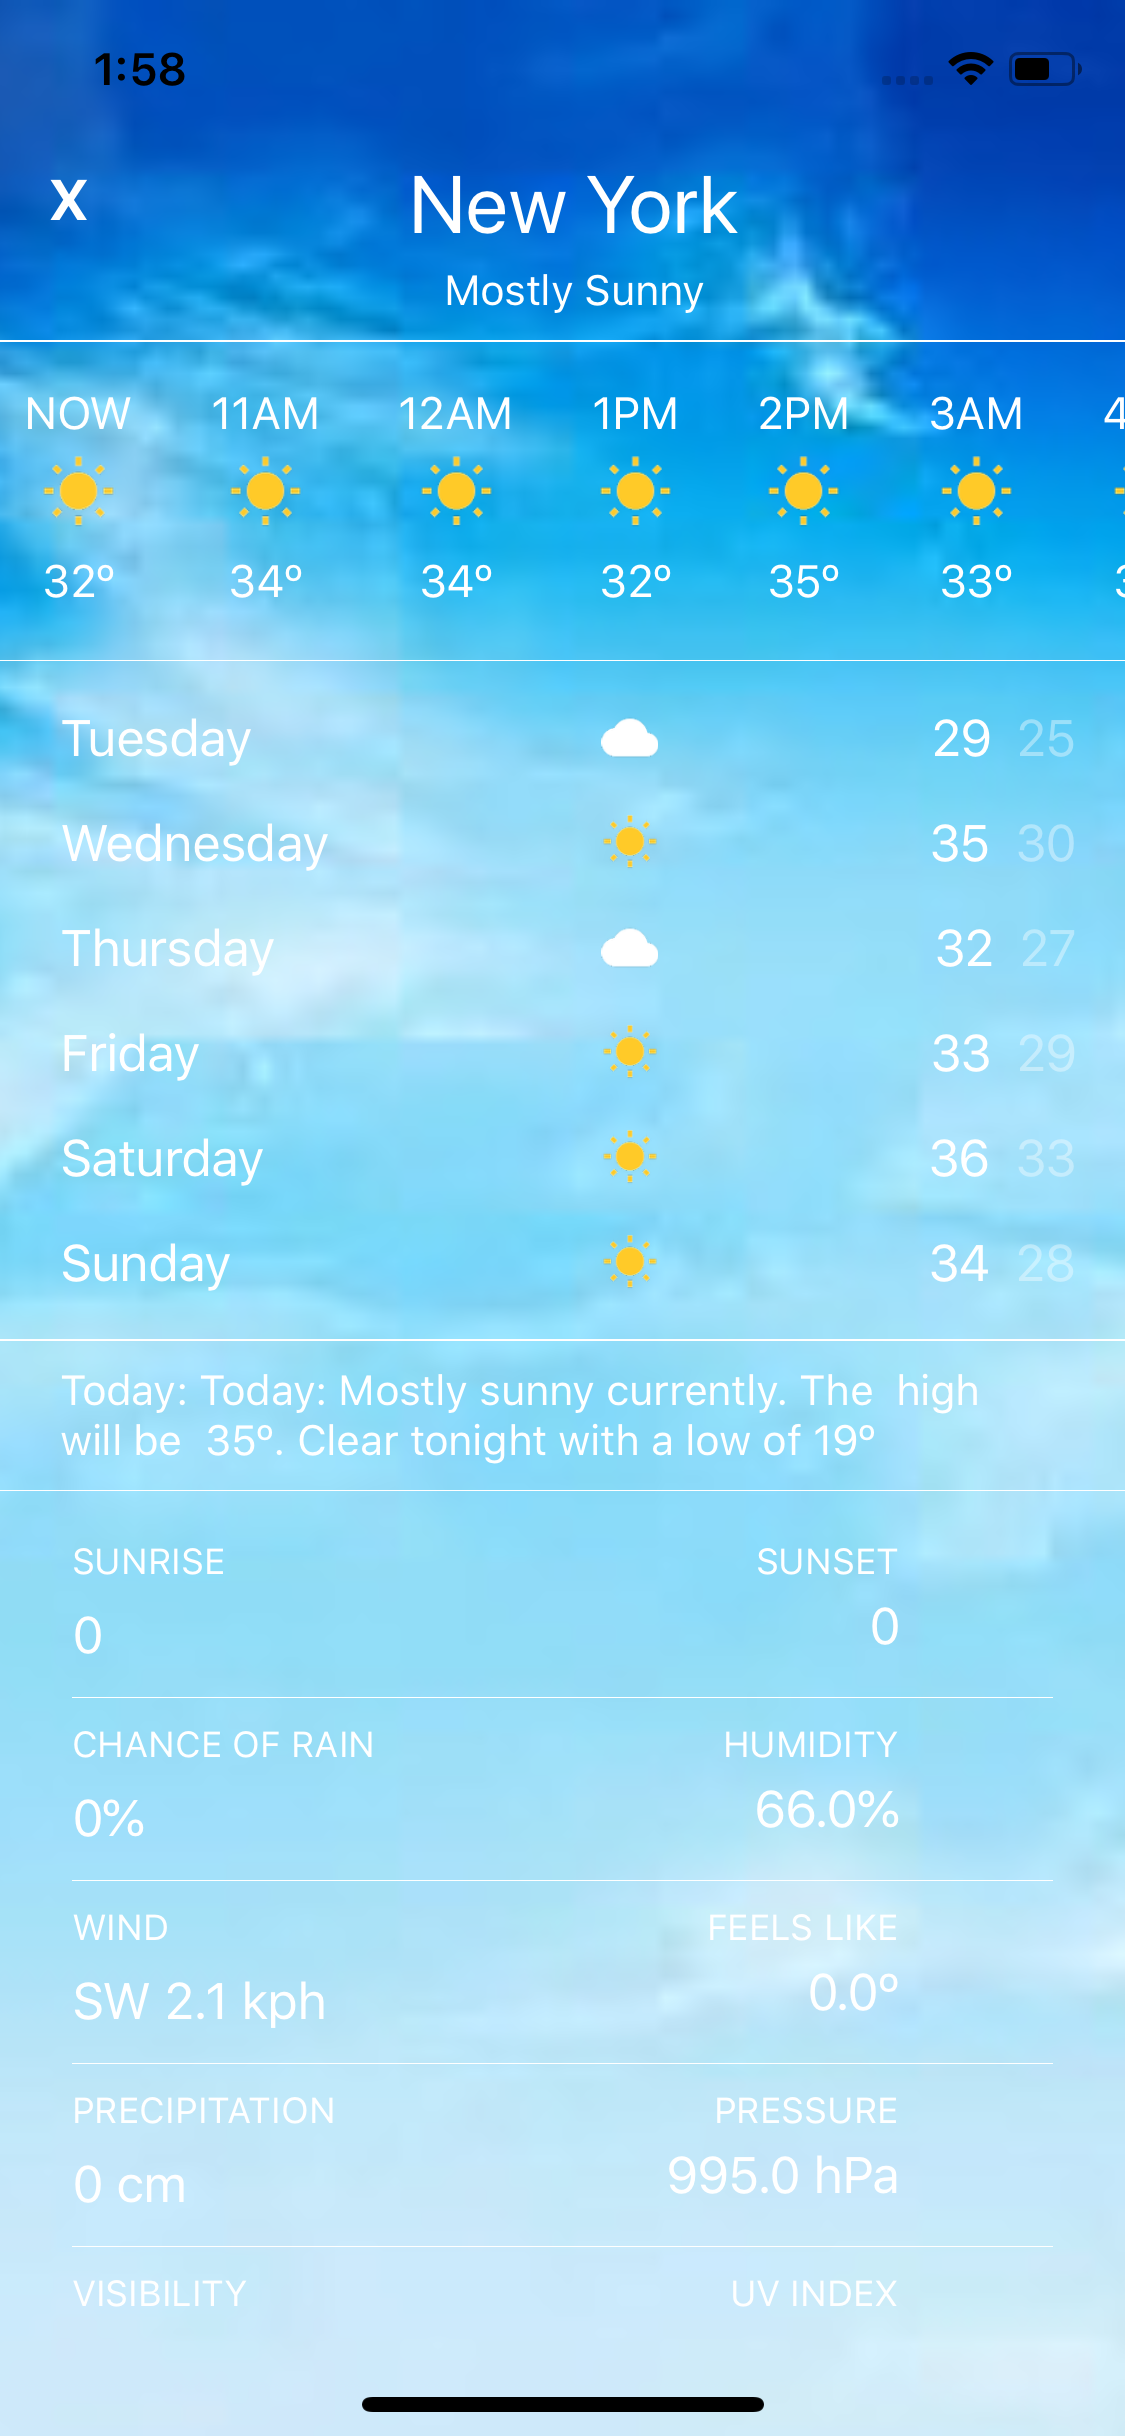 1:58
X
New York
Mostly Sunny
NOW 11AM 12AM 1PM 2PM 3AM 4
32º 34º 34º 32º 35º 33º 3
Tuesday 29 25
Wednesday 35 30
Thursday 32 27
Friday 33 29
Saturday 36 33
Sunday 34 28
Today: Today: Mostly sunny currently. The  high
will be  35º. Clear tonight with a low of 19º
SUNRISE SUNSET
0 0
CHANCE OF RAIN HUMIDITY
0% 66.0%
WIND FEELS LIKE
SW 2.1 kph 0.0º
PRECIPITATION PRESSURE
0 cm 995.0 hPa
VISIBILITY UV INDEX